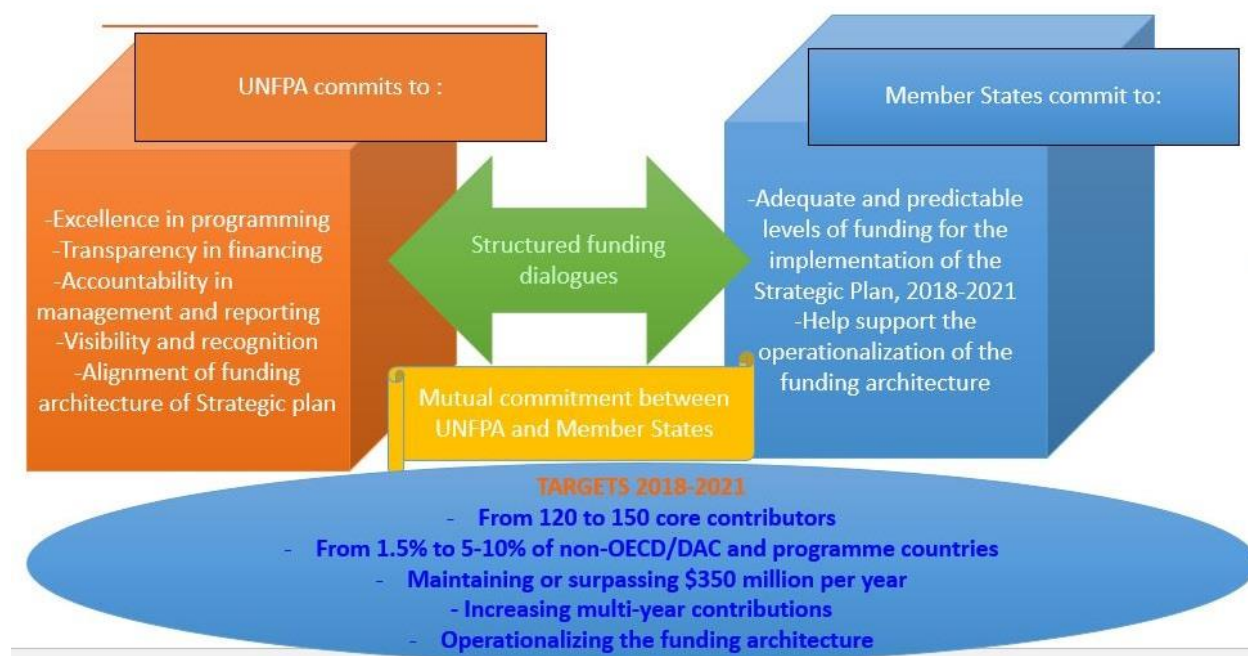 UNFPA commits to :
-Excellence in programming
-Transparency in financing
-Accountability in
management and reporting
-Visibility and recognition
-Alignment of funding
architecture of Strategic plan
Structured funding
dialogues
Mutual commitment between
UNFPA and Member States
Member States commit to:
-Adequate and predictable
levels of funding for the
implementation of the
Strategic Plan, 2018-2021
-Help support the
operationalization of the
funding architecture
TARGETS 2018-2021
- From 120 to 150 core contributors
- From 1.5% to 5-10% of non-OECD/DAC and programme countries
- Maintaining or surpassing $350 million per year
- Increasing multi-year contributions
- Operationalizing the funding architecture